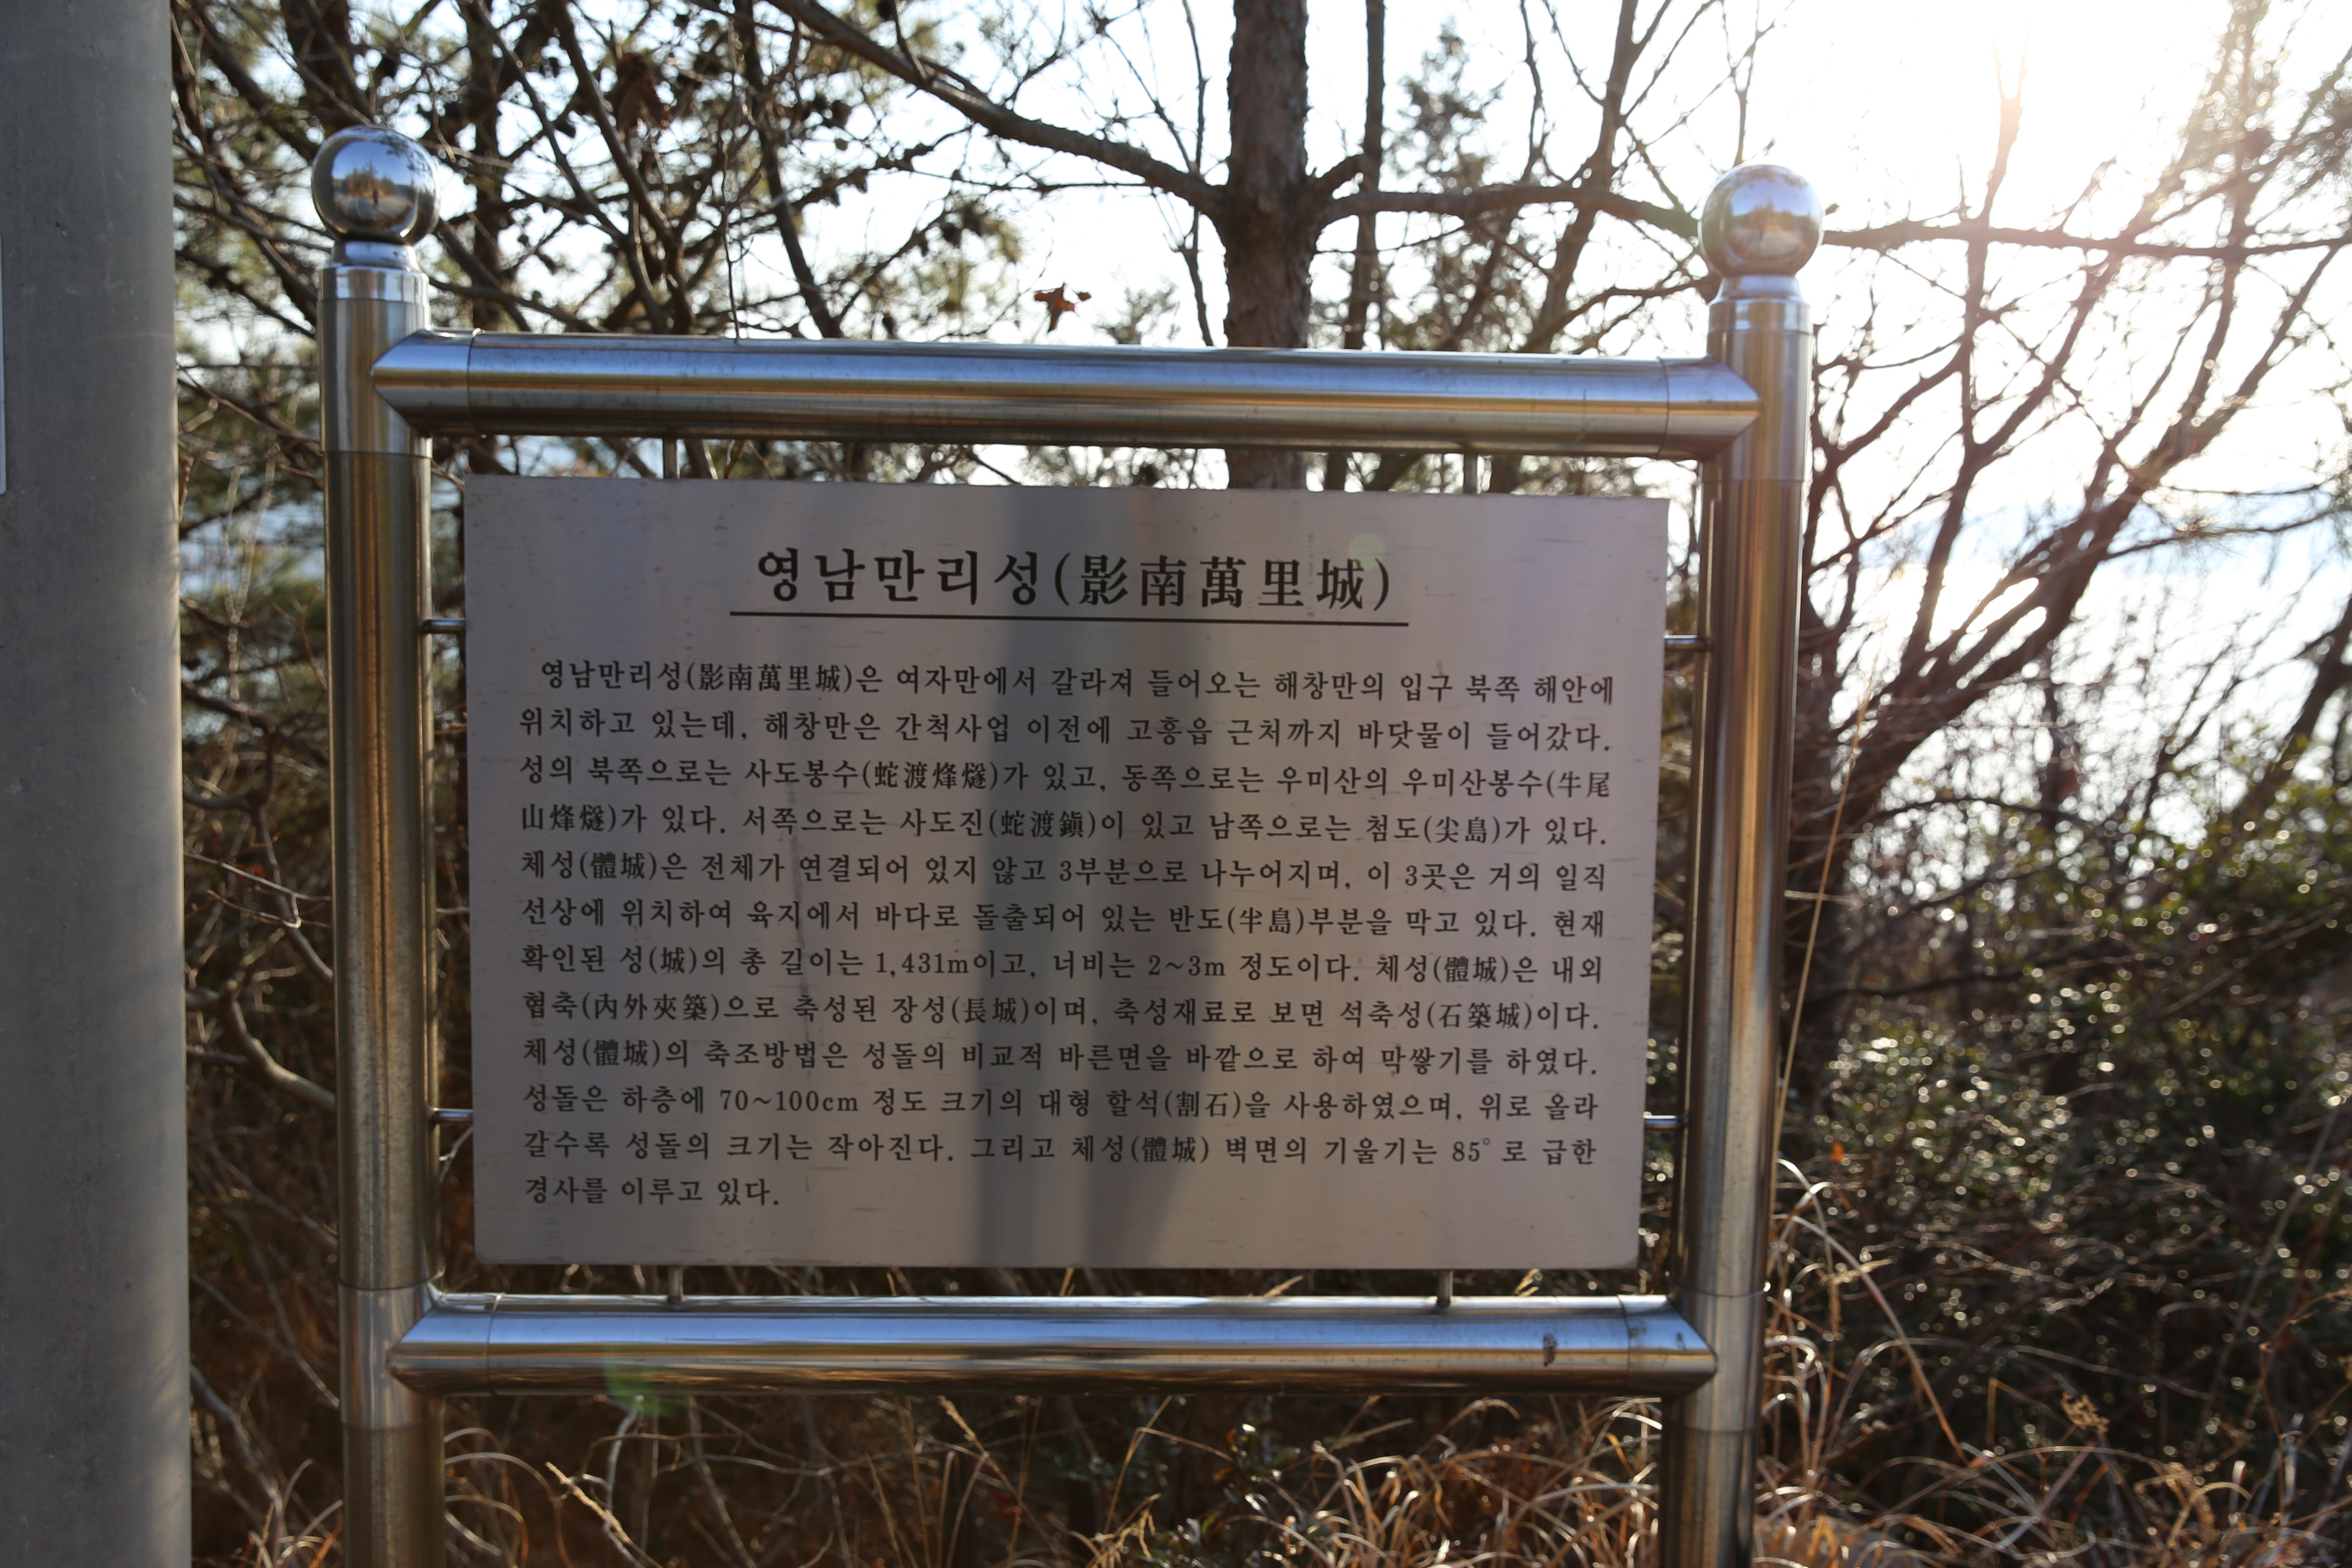 영남만리성(影南萬里城)
영남만리성(影南萬里城)은 여자만에서 갈라져 들어오는 해창만의 입구 북쪽 해안에
위치하고 있는데, 해창만은 간척사업 이전에 고흥읍 근처까지 바닷물이 들어갔다.
성의 북쪽으로는 사도봉수(蛇渡烽燧)가 있고, 동쪽으로는 우미산의 우미산봉수(牛尾
山烽燧)가 있다. 서쪽으로는 사도진(蛇渡鎭)이 있고 남쪽으로는 첨도(尖島)가 있다.
체성(體城)은 전체가 연결되어 있지 않고 3부분으로 나누어지며, 이 3곳은 거의 일직
선상에 위치하여 육지에서 바다로 돌출되어 있는 반도(半島)부분을 막고 있다. 현재
확인된 성(城)의 총 길이는 1,431m이고, 너비는 2~3m 정도이다. 체성(體城)은 내외
협축(內外夾築)으로 축성된 장성(長城)이며, 축성재료로 보면 석축성(石築城)이다.
체성(體城)의 축조방법은 성돌의 비교적 바른면을 바깥으로 하여 막쌓기를 하였다.
성돌은 하층에 70~100cm 정도 크기의 대형 할석(割石)을 사용하였으며, 위로 올라
갈수록 성돌의 크기는 작아진다. 그리고 체성(體城) 벽면의 기울기는 85° 로 급한
경사를 이루고 있다.